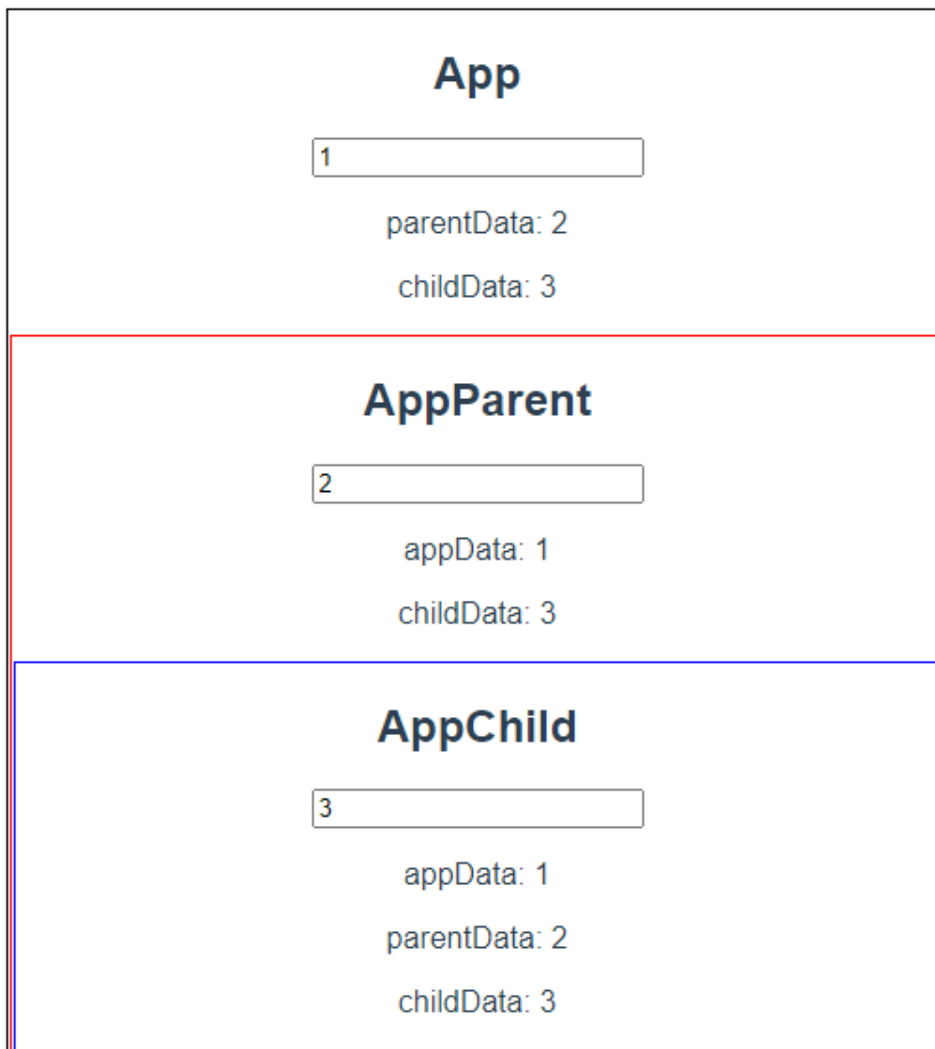 App
1
parentData: 2
childData: 3
AppParent
2
appData: 1
childData: 3
AppChild
3
appData: 1
parentData: 2
childData: 3